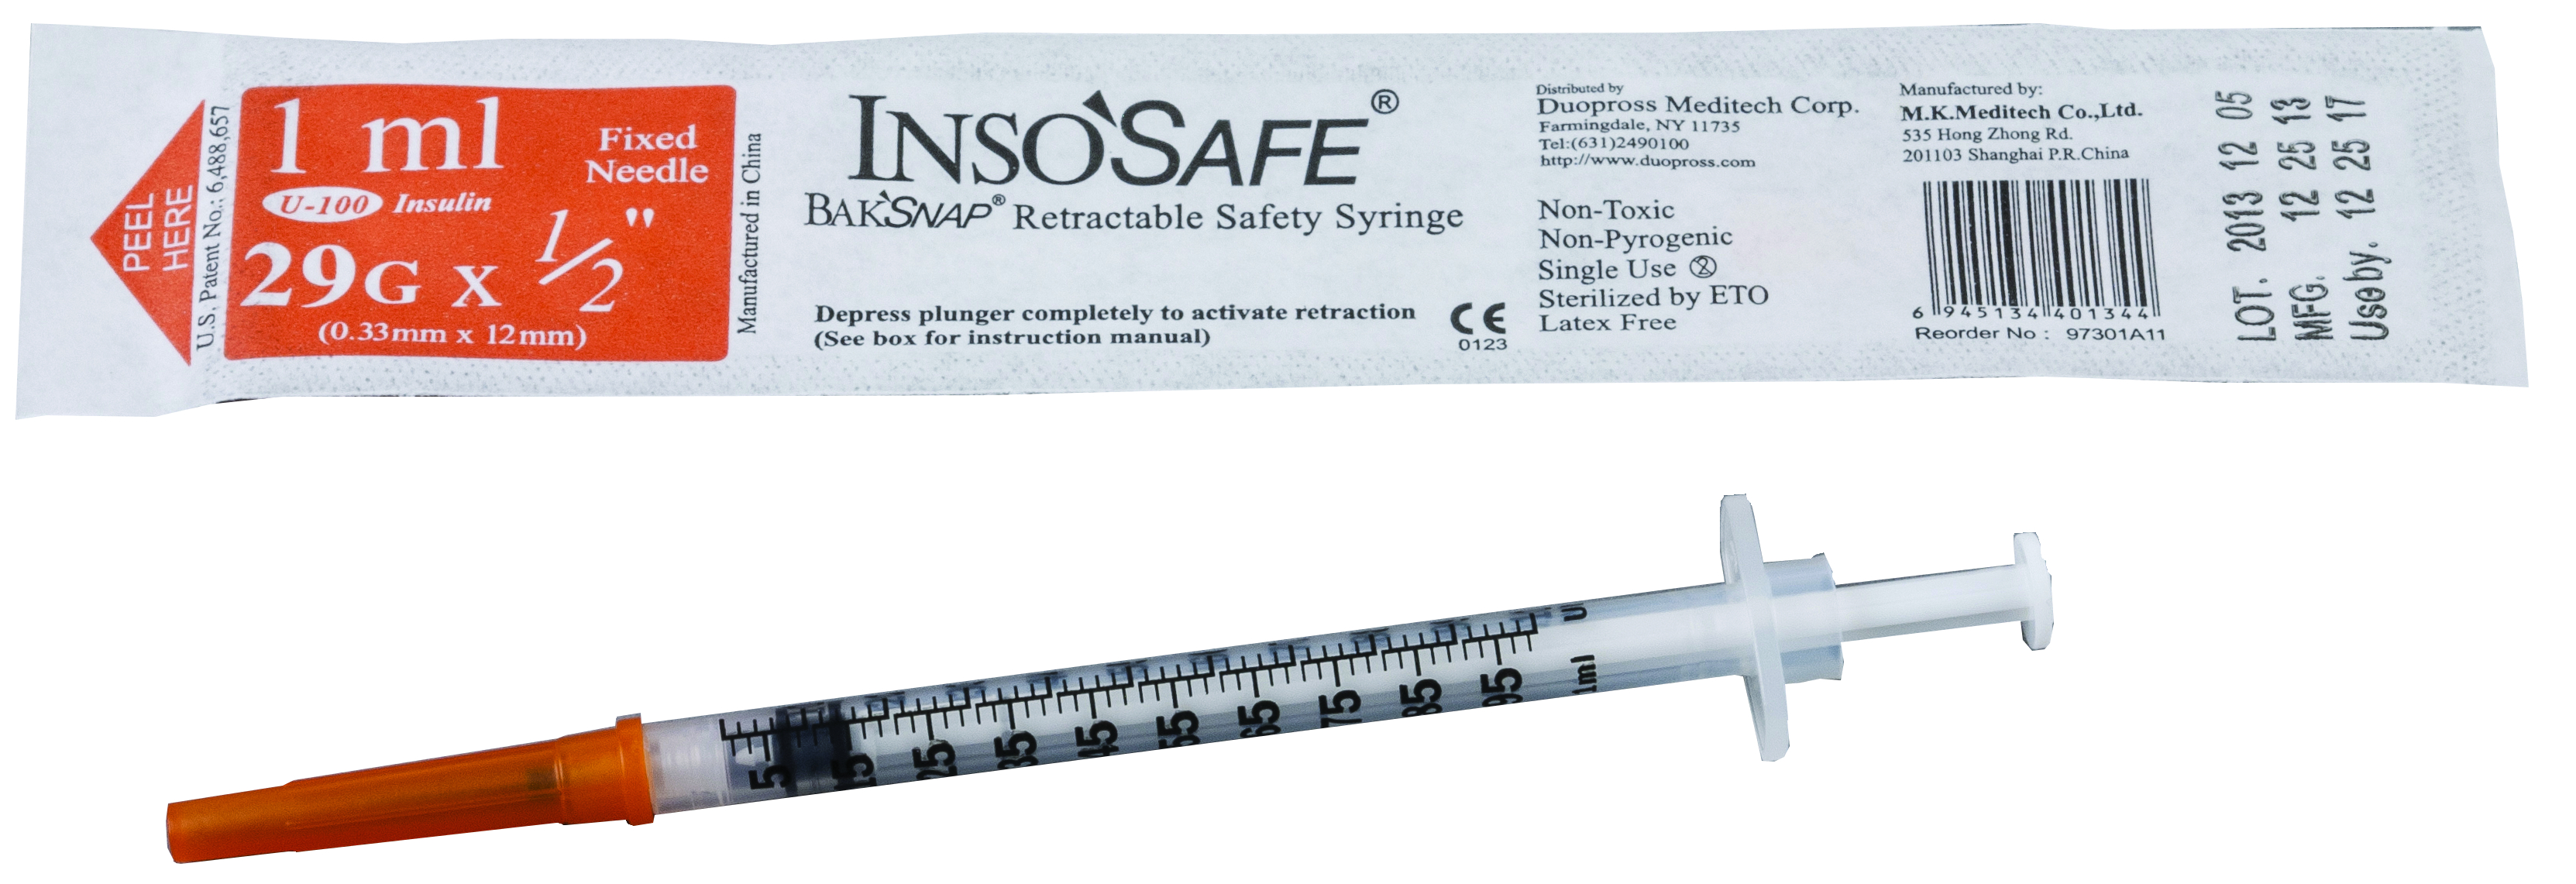 PEEL
HERE
U.S. Patent No.: 6,488,657
1 ml
Fixed
Needle
U-100 Insulin
29G X 1/2"
(0.33mm x 12mm)
Manufactured in China
INSO'SAFE®
BAK'SNAP® Retractable Safety Syringe
Depress plunger completely to activate retraction
(See box for instruction manual)
CE
0123
Distributed by
Duopross Meditech Corp.
Farmingdale, NY 11735
Tel:(631)2490100
http://www.duopross.com
Non-Toxic
Non-Pyrogenic
Single Use 2
Sterilized by ETO
Latex Free
Manufactured by:
M.K.Meditech Co.,Ltd.
535 Hong Zhong Rd.
201103 Shanghai P.R.China
6 945134 401344
Reorder No : 97301A11
LOT. 2013 12 05
MFG. 12 25 13
Use by. 12 25 17
5 15 25 35 45 55 65 75 85 95
U
1ml